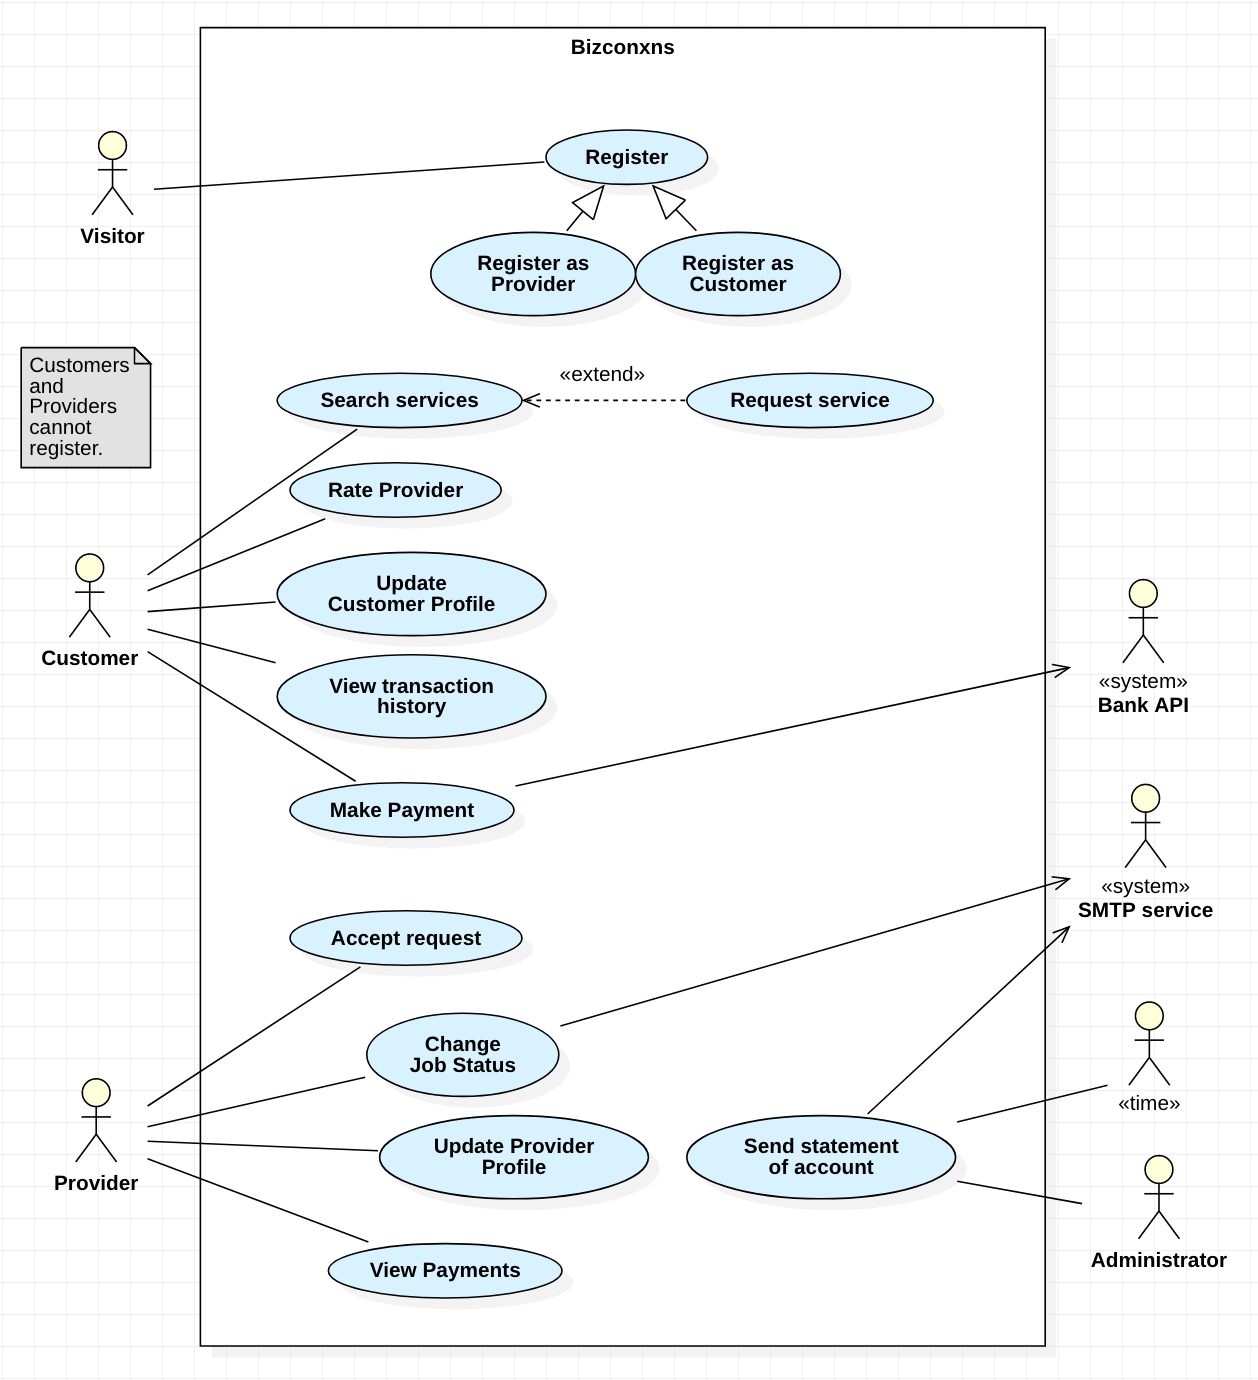 Bizconxns
Visitor
Register
Register as
Provider
Register as
Customer
Customers
and
Providers
cannot
register.
Search services
«extend»
Request service
Rate Provider
Update
Customer Profile
Customer
View transaction
history
«system»
Bank API
Make Payment
«system»
SMTP service
Accept request
Change
Job Status
«time»
Provider
Update Provider
Profile
Send statement
of account
Administrator
View Payments